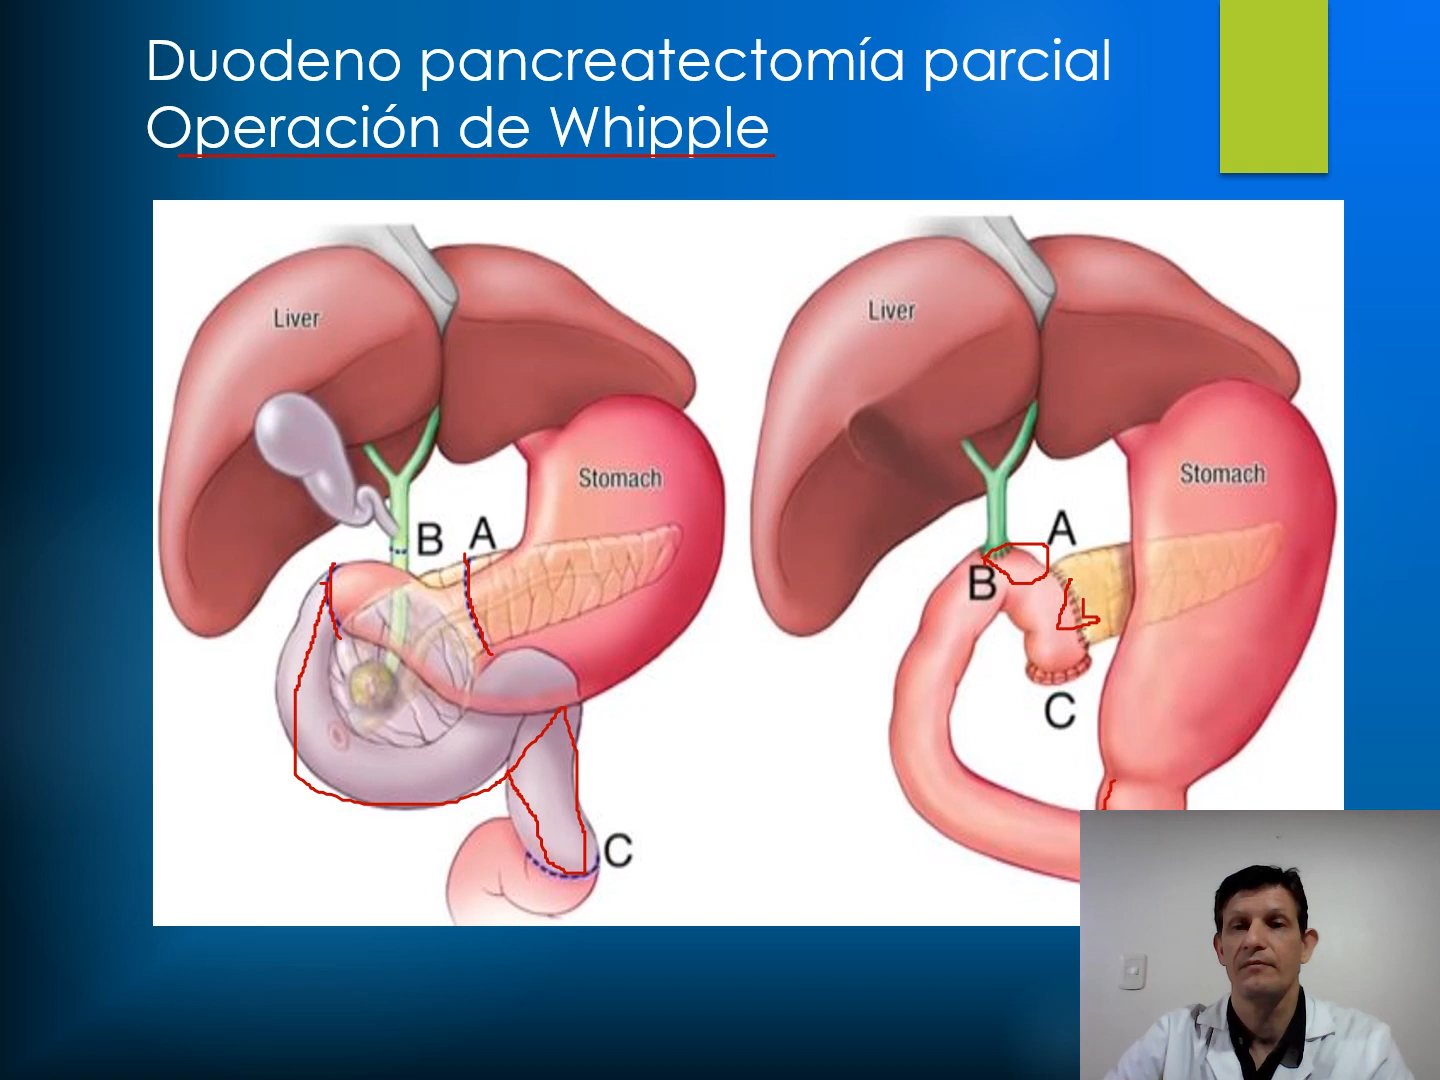 Duodeno pancreatectomía parcial
Operación de Whipple
Liver
Stomach
B
A
C
Liver
Stomach
A
B
C